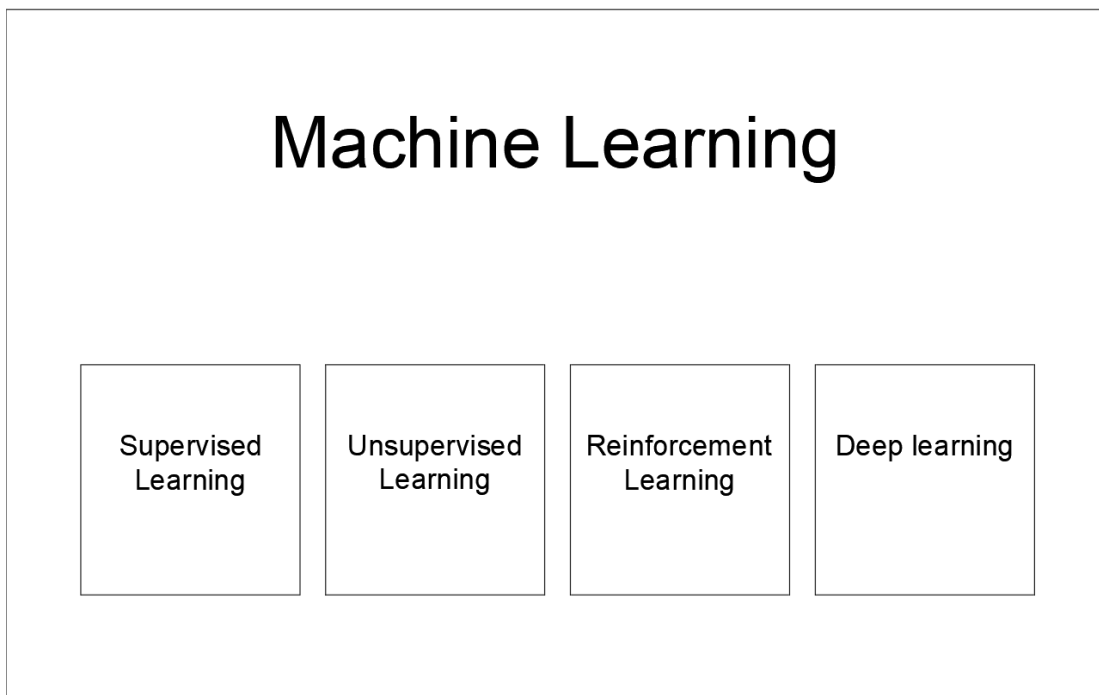 Machine Learning
Supervised
Learning
Unsupervised
Learning
Reinforcement
Learning
Deep learning